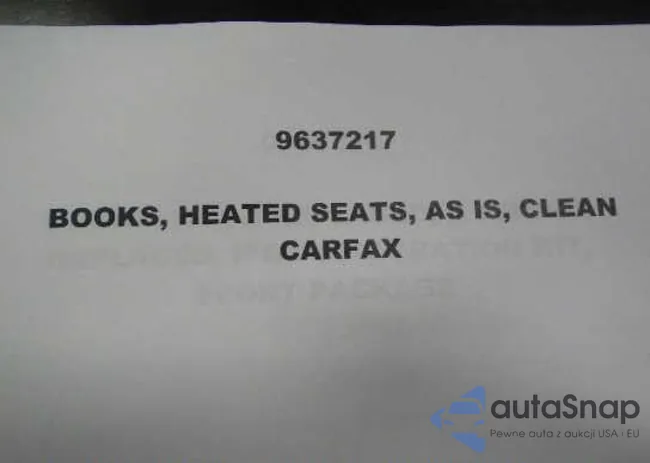 9637217
BOOKS, HEATED SEATS, AS IS, CLEAN
CARFAX
autaSnap
Pewne auta z aukcji USA i EU